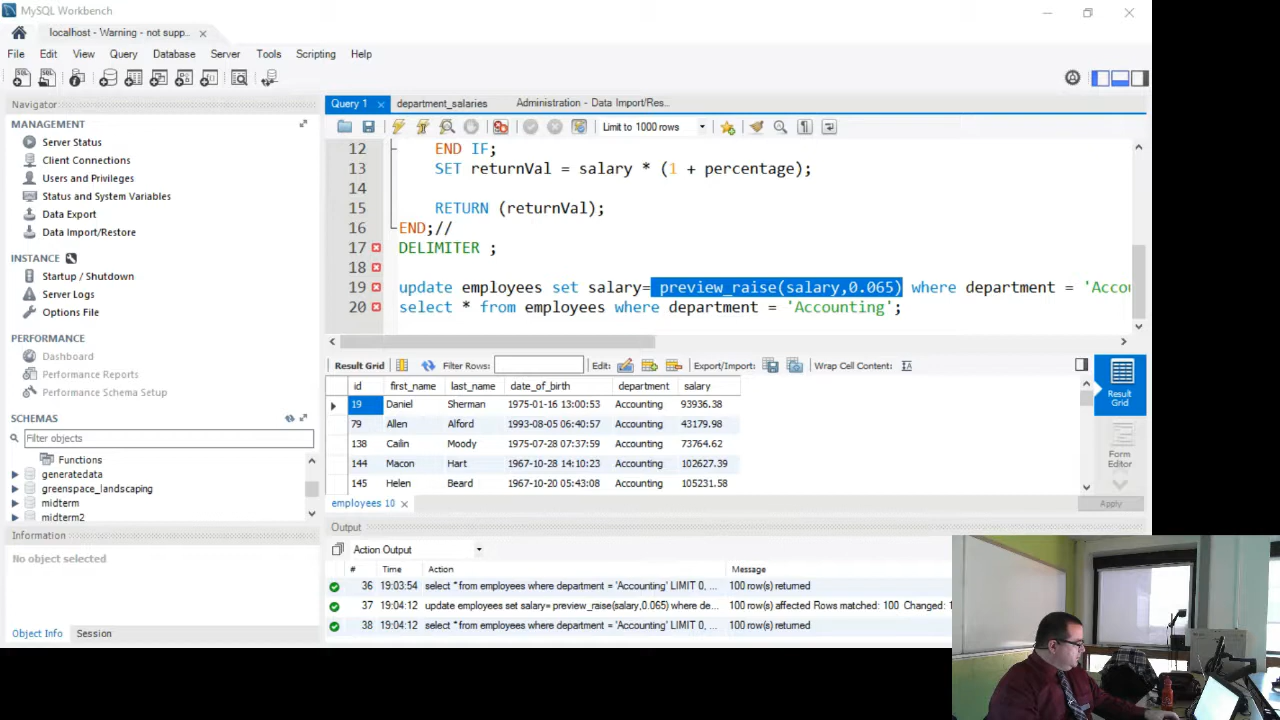 MySQL Workbench
localhost - Warning - not supp..
File Edit View Query Database Server Tools Scripting Help
Navigator
MANAGEMENT
Server Status
Client Connections
Users and Privileges
Status and System Variables
Data Export
Data Import/Restore
INSTANCE
Startup / Shutdown
Server Logs
Options File
PERFORMANCE
Dashboard
Performance Reports
Performance Schema Setup
SCHEMAS
Filter objects
Functions
generatedata
greenspace_landscaping
midterm
midterm2
Information
No object selected
Object Info Session
Query 1 department_salaries Administration - Data Import/Res...
Limit to 1000 rows
12 END IF;
13 SET returnVal = salary * (1 + percentage);
14
15 RETURN (returnVal);
16 END;//
17 DELIMITER ;
18
19 update employees set salary= preview_raise(salary,0.065) where department = 'Accou
20 select * from employees where department = 'Accounting';
Result Grid Filter Rows: Edit: Export/Import: Wrap Cell Content:
id first_name last_name date_of_birth department salary
19 Daniel Sherman 1975-01-16 13:00:53 Accounting 93936.38
79 Allen Alford 1993-08-05 06:40:57 Accounting 43179.98
138 Cailin Moody 1975-07-28 07:37:59 Accounting 73764.62
144 Macon Hart 1967-10-28 14:10:23 Accounting 102627.39
145 Helen Beard 1967-10-20 05:43:08 Accounting 105231.58
Result Grid
Form Editor
employees 10
Apply
Output
Action Output
# Time Action Message
36 19:03:54 select * from employees where department = 'Accounting' LIMIT 0, ... 100 row(s) returned
37 19:04:12 update employees set salary= preview_raise(salary,0.065) where de... 100 row(s) affected Rows matched: 100 Changed: 1
38 19:04:12 select * from employees where department = 'Accounting' LIMIT 0, ... 100 row(s) returned